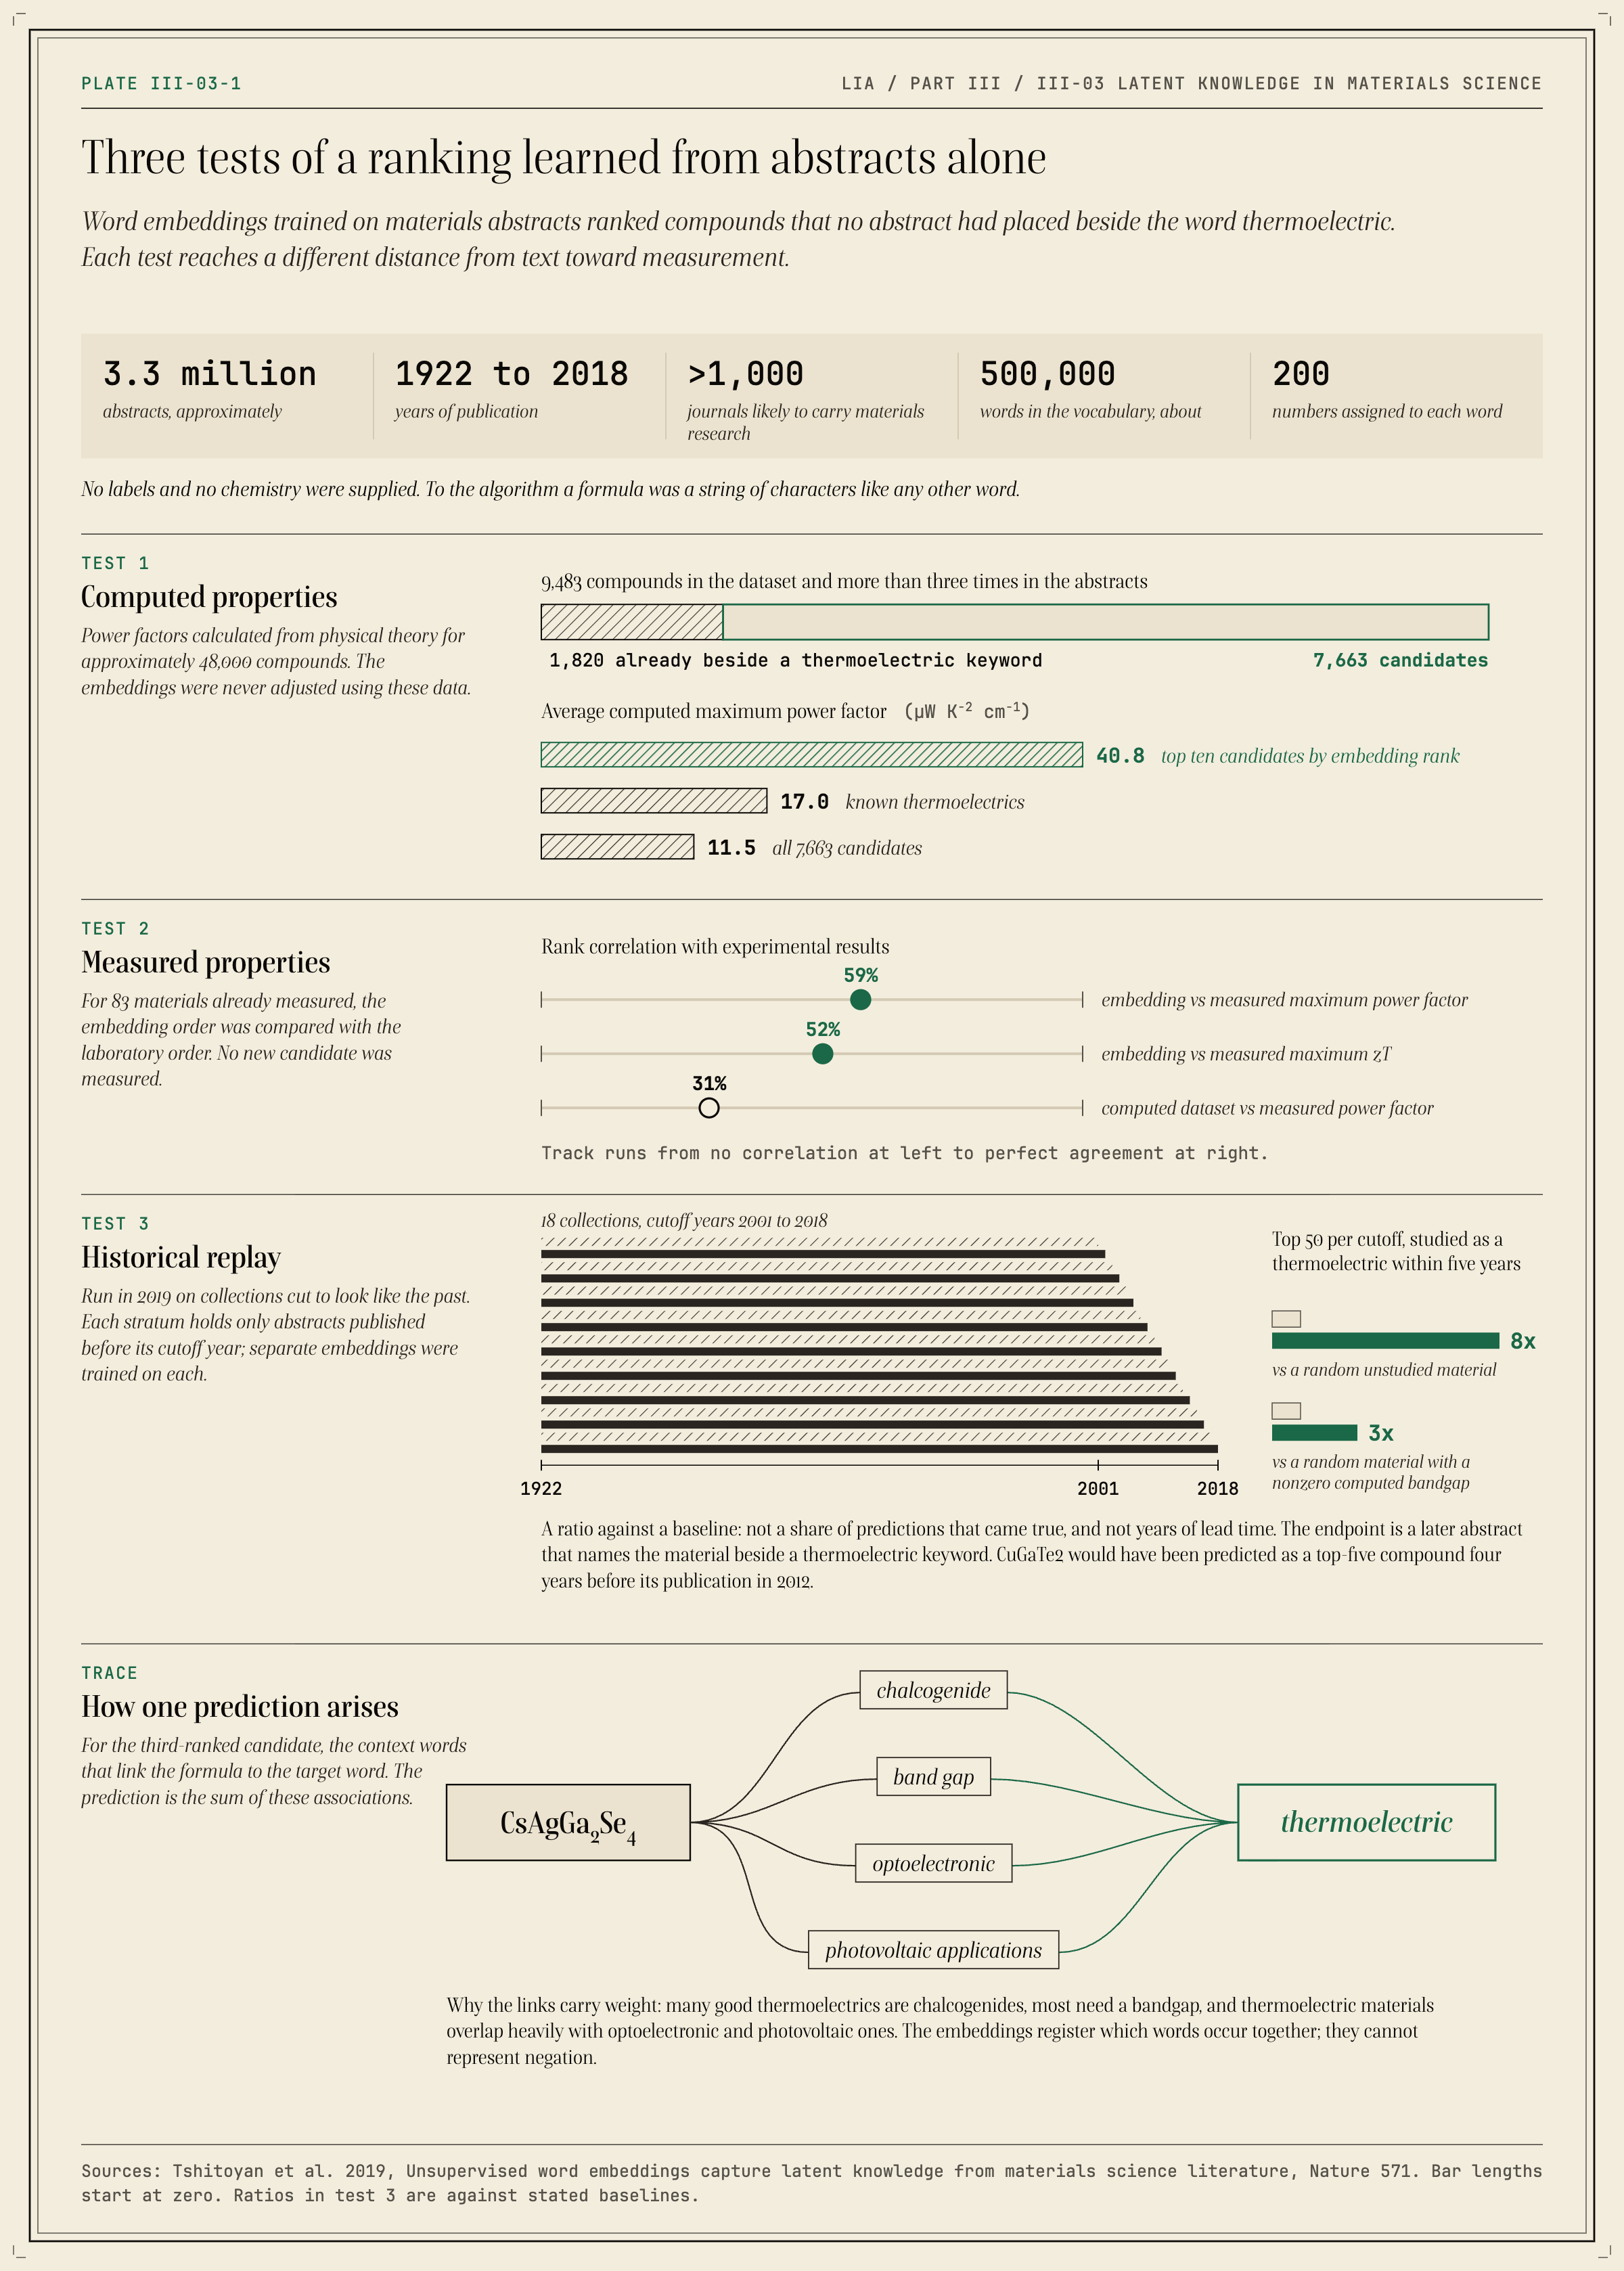 PLATE III-03-1
LIA / PART III / III-03 LATENT KNOWLEDGE IN MATERIALS SCIENCE
Three tests of a ranking learned from abstracts alone
Word embeddings trained on materials abstracts ranked compounds that no abstract had placed beside the word thermoelectric.
Each test reaches a different distance from text toward measurement.
3.3 million
abstracts, approximately
1922 to 2018
years of publication
>1,000
journals likely to carry materials
research
500,000
words in the vocabulary, about
200
numbers assigned to each word
No labels and no chemistry were supplied. To the algorithm a formula was a string of characters like any other word.
TEST 1
Computed properties
Power factors calculated from physical theory for
approximately 48,000 compounds. The
embeddings were never adjusted using these data.
9,483 compounds in the dataset and more than three times in the abstracts
1,820 already beside a thermoelectric keyword
7,663 candidates
Average computed maximum power factor (µW K⁻² cm⁻¹)
40.8 top ten candidates by embedding rank
17.0 known thermoelectrics
11.5 all 7,663 candidates
TEST 2
Measured properties
For 83 materials already measured, the
embedding order was compared with the
laboratory order. No new candidate was
measured.
Rank correlation with experimental results
59%
embedding vs measured maximum power factor
52%
embedding vs measured maximum zT
31%
computed dataset vs measured power factor
Track runs from no correlation at left to perfect agreement at right.
TEST 3
Historical replay
Run in 2019 on collections cut to look like the past.
Each stratum holds only abstracts published
before its cutoff year; separate embeddings were
trained on each.
18 collections, cutoff years 2001 to 2018
1922
2001
2018
Top 50 per cutoff, studied as a
thermoelectric within five years
8x
vs a random unstudied material
3x
vs a random material with a
nonzero computed bandgap
A ratio against a baseline: not a share of predictions that came true, and not years of lead time. The endpoint is a later abstract
that names the material beside a thermoelectric keyword. CuGaTe2 would have been predicted as a top-five compound four
years before its publication in 2012.
TRACE
How one prediction arises
For the third-ranked candidate, the context words
that link the formula to the target word. The
prediction is the sum of these associations.
CsAgGa₂Se₄
chalcogenide
band gap
optoelectronic
photovoltaic applications
thermoelectric
Why the links carry weight: many good thermoelectrics are chalcogenides, most need a bandgap, and thermoelectric materials
overlap heavily with optoelectronic and photovoltaic ones. The embeddings register which words occur together; they cannot
represent negation.
Sources: Tshitoyan et al. 2019, Unsupervised word embeddings capture latent knowledge from materials science literature, Nature 571. Bar lengths
start at zero. Ratios in test 3 are against stated baselines.